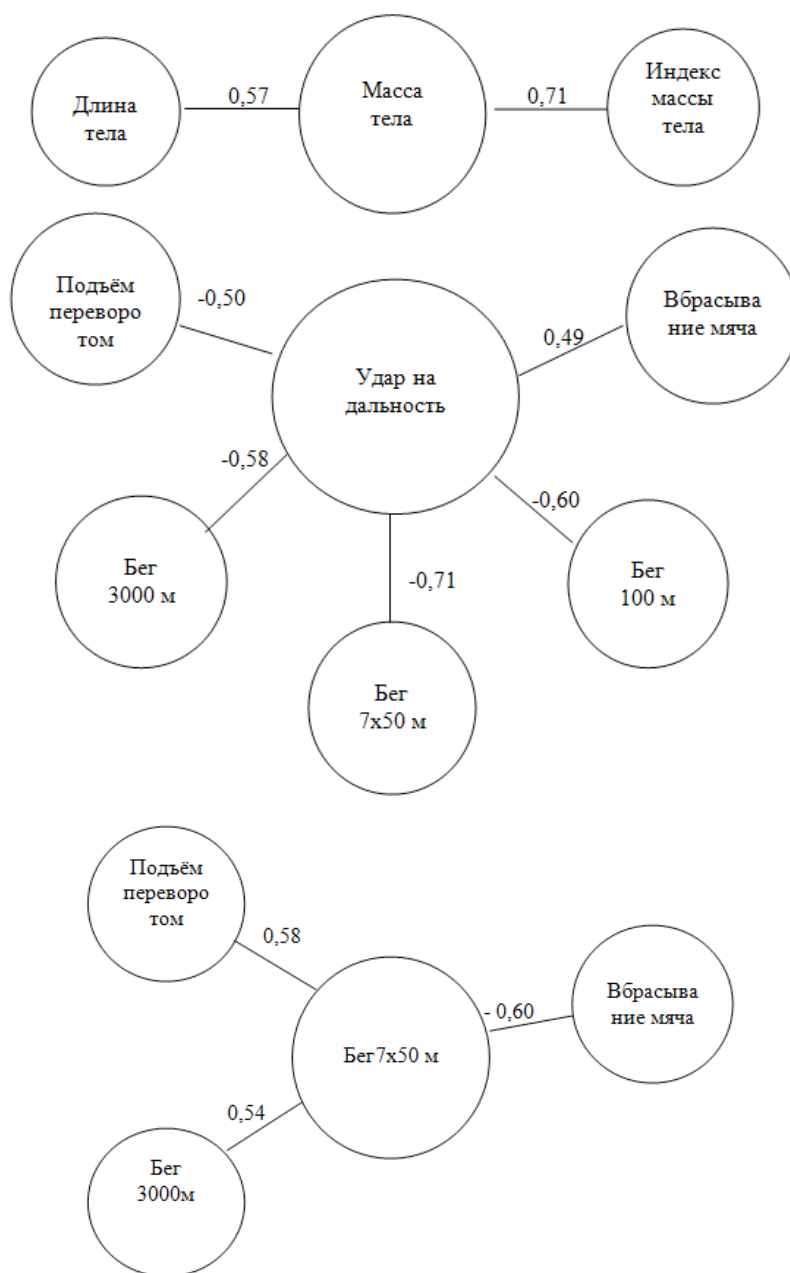 Длина
тела
0,57
Масса
тела
0,71
Индекс
массы
тела
Подъём
переворо
том
-0,50
Удар на
дальность
0,49
Вбрасыва
ние мяча
-0,58
Бег
3000 м
-0,71
Бег
7х50 м
-0,60
Бег
100 м
Подъём
переворо
том
0,58
Бег7х50 м
- 0,60
Вбрасыва
ние мяча
0,54
Бег
3000м